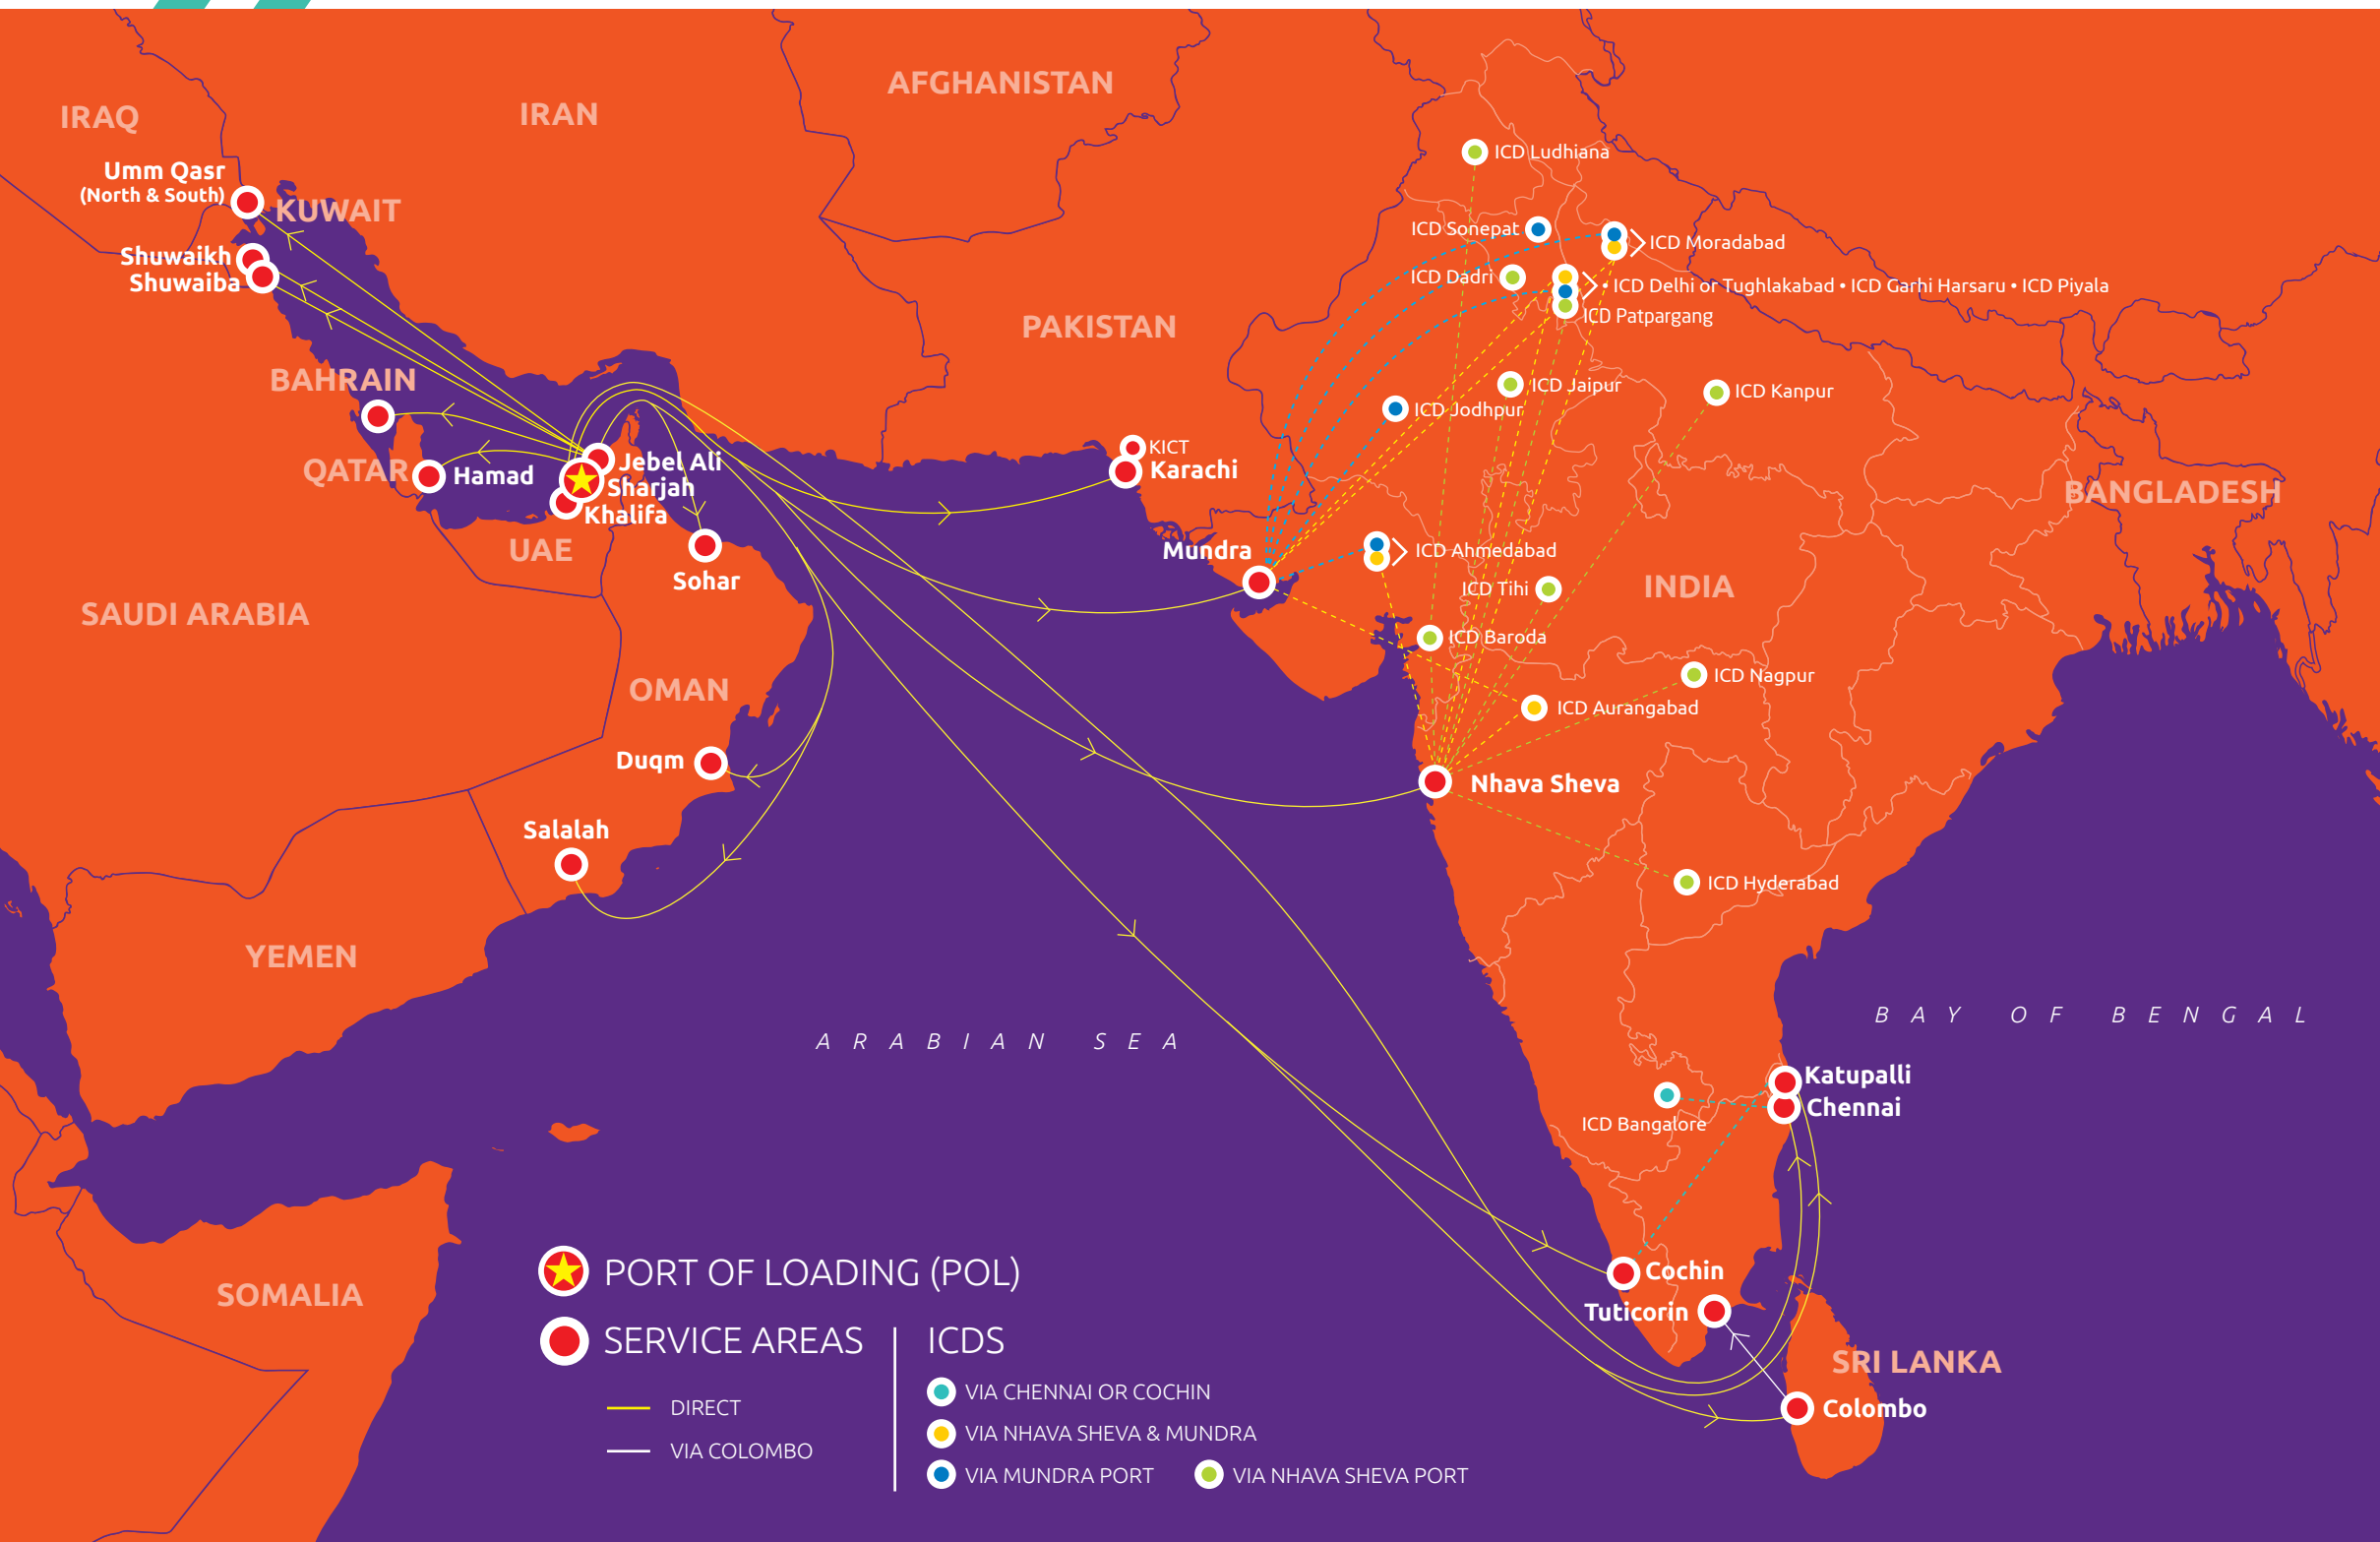 AFGHANISTAN
IRAQ
IRAN
Umm Qasr
(North & South)
KUWAIT
Shuwaikh
Shuwaiba
BAHRAIN
QATAR
Hamad
Jebel Ali
Sharjah
Khalifa
UAE
Sohar
SAUDI ARABIA
OMAN
Duqm
Salalah
YEMEN
SOMALIA
PAKISTAN
KICT
Karachi
Mundra
ICD Ludhiana
ICD Sonepat
ICD Moradabad
ICD Dadri
• ICD Delhi or Tughlakabad • ICD Garhi Harsaru • ICD Piyala
ICD Patpargang
ICD Jaipur
ICD Kanpur
ICD Jodhpur
BANGLADESH
ICD Ahmedabad
INDIA
ICD Tihi
ICD Baroda
ICD Nagpur
ICD Aurangabad
Nhava Sheva
ICD Hyderabad
ARABIAN SEA
BAY OF BENGAL
Katupalli
Chennai
ICD Bangalore
Cochin
Tuticorin
SRI LANKA
Colombo
PORT OF LOADING (POL)
SERVICE AREAS
DIRECT
VIA COLOMBO
ICDS
VIA CHENNAI OR COCHIN
VIA NHAVA SHEVA & MUNDRA
VIA MUNDRA PORT
VIA NHAVA SHEVA PORT